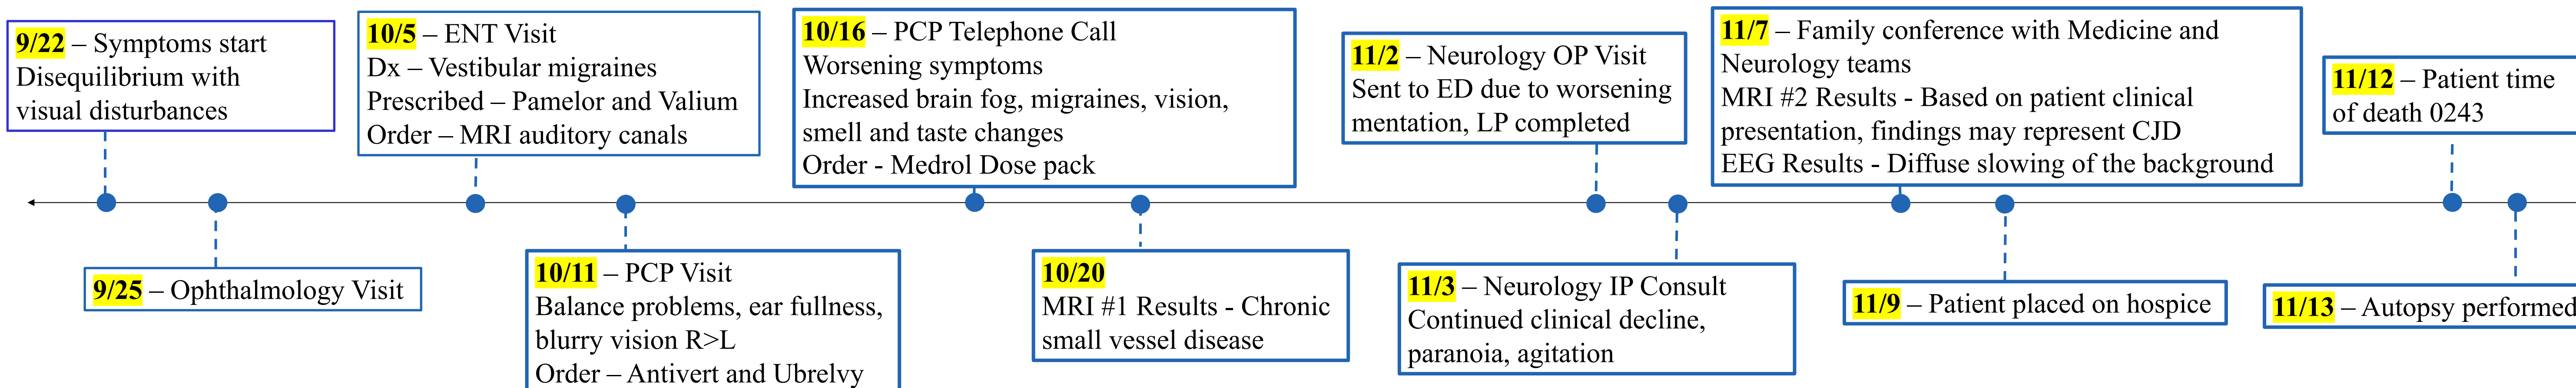 9/22 – Symptoms start
Disequilibrium with
visual disturbances
9/25 – Ophthalmology Visit
10/5 – ENT Visit
Dx – Vestibular migraines
Prescribed – Pamelor and Valium
Order – MRI auditory canals
10/11 – PCP Visit
Balance problems, ear fullness,
blurry vision R>L
Order – Antivert and Ubrelvy
10/16 – PCP Telephone Call
Worsening symptoms
Increased brain fog, migraines, vision,
smell and taste changes
Order - Medrol Dose pack
10/20
MRI #1 Results - Chronic
small vessel disease
11/2 – Neurology OP Visit
Sent to ED due to worsening
mentation, LP completed
11/3 – Neurology IP Consult
Continued clinical decline,
paranoia, agitation
11/7 – Family conference with Medicine and
Neurology teams
MRI #2 Results - Based on patient clinical
presentation, findings may represent CJD
EEG Results - Diffuse slowing of the background
11/9 – Patient placed on hospice
11/12 – Patient time
of death 0243
11/13 – Autopsy performed